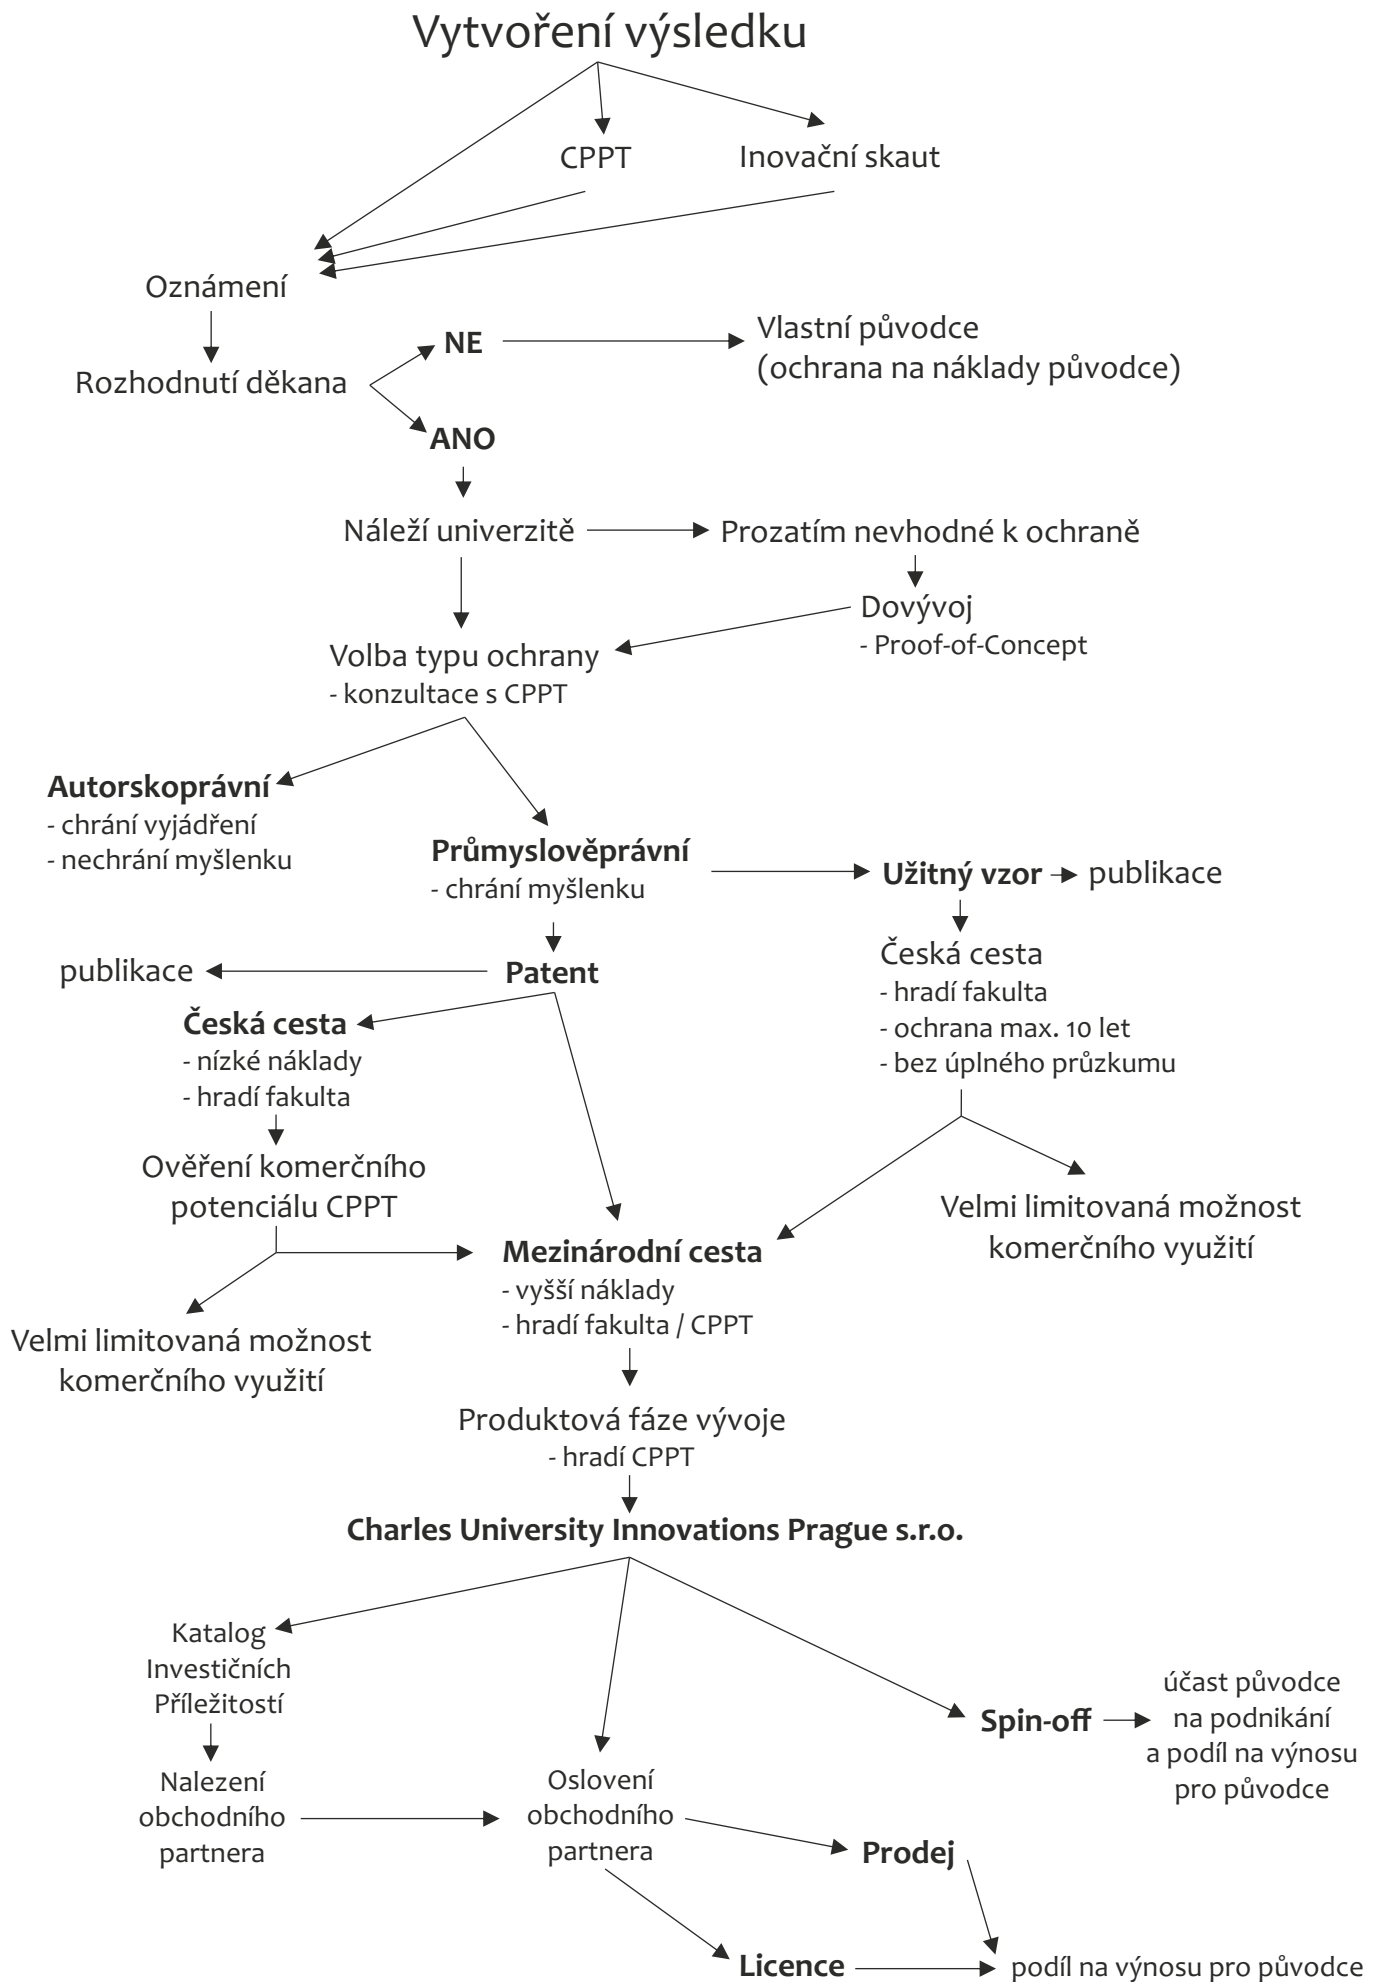 Vytvoření výsledku
CPPT
Inovační skaut
Oznámení
NE
Vlastní původce
(ochrana na náklady původce)
Rozhodnutí děkana
ANO
Náleží univerzitě
Prozatím nevhodné k ochraně
Dovývoj
- Proof-of-Concept
Volba typu ochrany
- konzultace s CPPT
Autorskoprávní
- chrání vyjádření
- nechrání myšlenku
Průmyslověprávní
- chrání myšlenku
Užitný vzor
publikace
Česká cesta
- hradí fakulta
- ochrana max. 10 let
- bez úplného průzkumu
publikace
Patent
Česká cesta
- nízké náklady
- hradí fakulta
Ověření komerčního
potenciálu CPPT
Velmi limitovaná možnost
komerčního využití
Mezinárodní cesta
- vyšší náklady
- hradí fakulta / CPPT
Velmi limitovaná možnost
komerčního využití
Produktová fáze vývoje
- hradí CPPT
Charles University Innovations Prague s.r.o.
Katalog
Investičních
Příležitostí
Spin-off
účast původce
na podnikání
a podíl na výnosu
pro původce
Nalezení
obchodního
partnera
Oslovení
obchodního
partnera
Prodej
Licence
podíl na výnosu pro původce